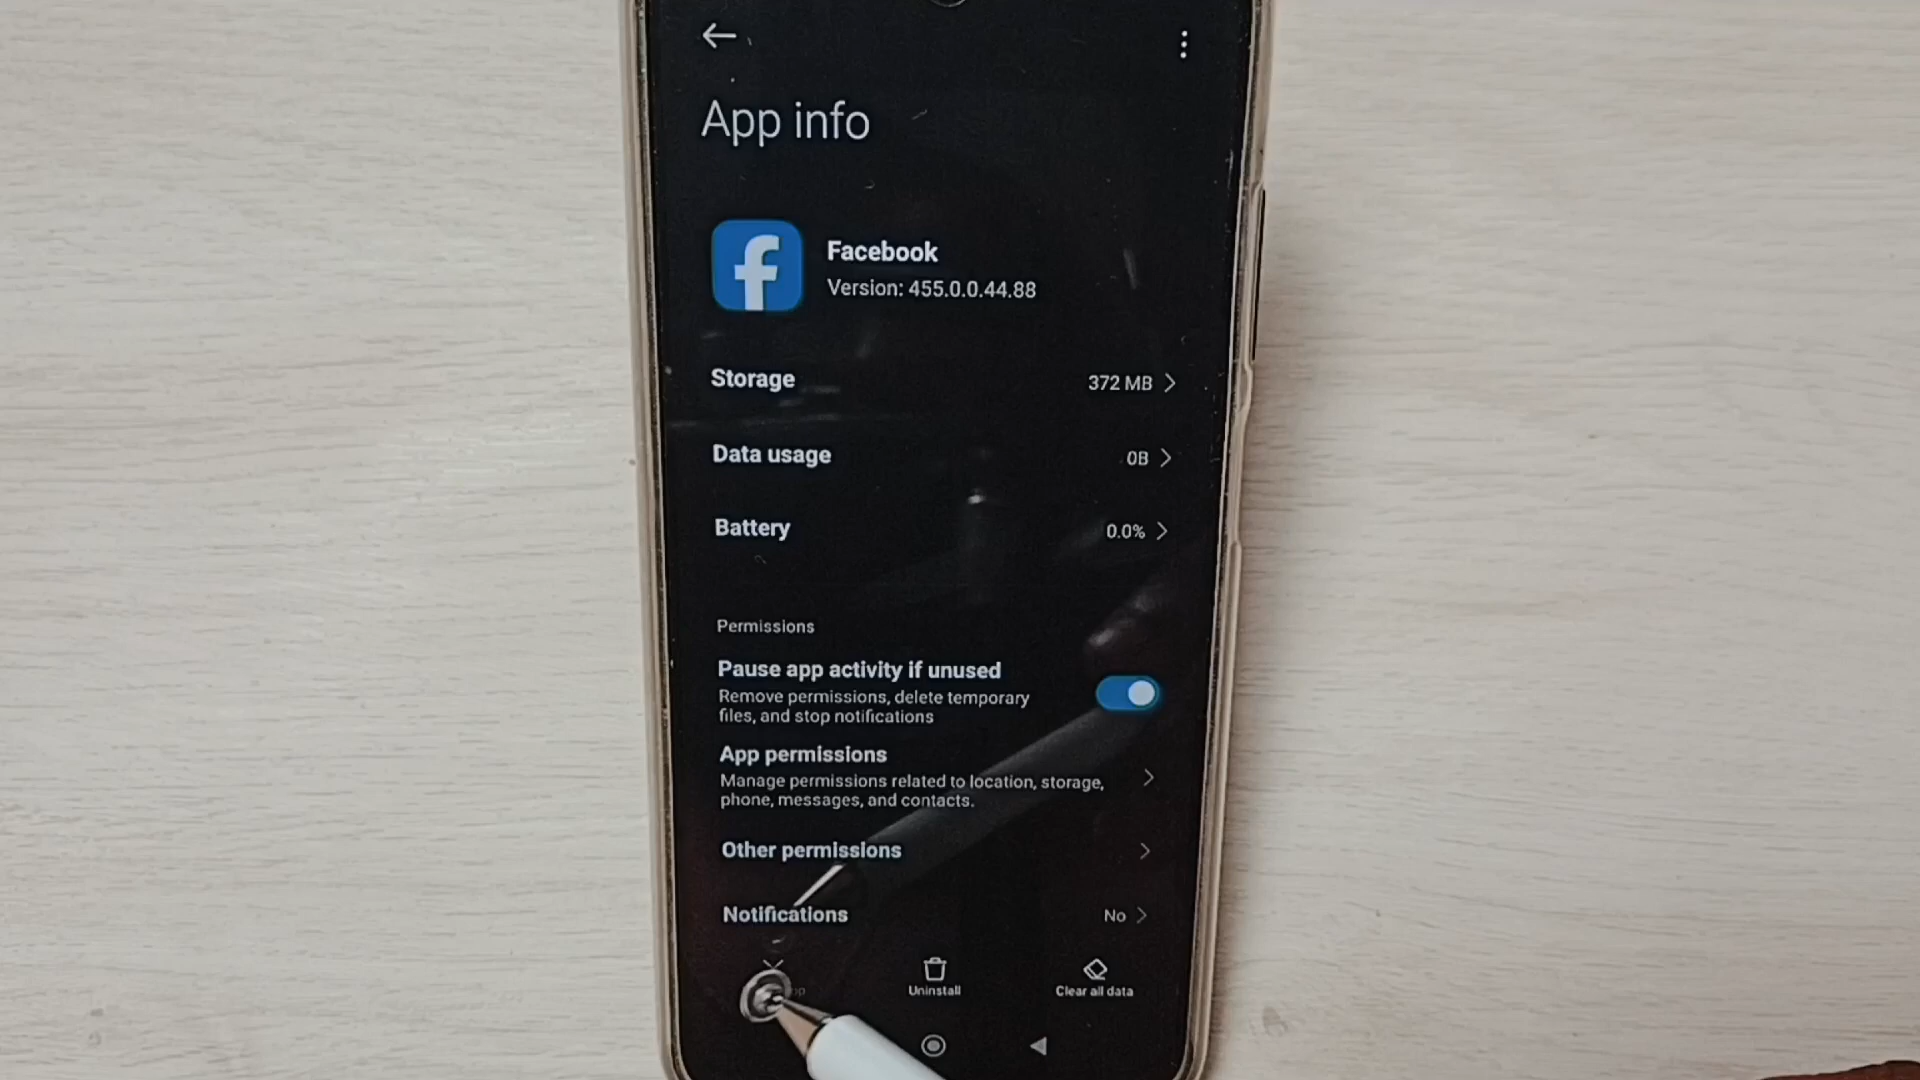 App info
Facebook
Version: 455.0.0.44.88
Storage
372 MB
Data usage
0B
Battery
0.0%
Permissions
Pause app activity if unused
Remove permissions, delete temporary
files, and stop notifications
App permissions
Manage permissions related to location, storage,
phone, messages, and contacts.
Other permissions
Notifications
No
Uninstall
Clear all data